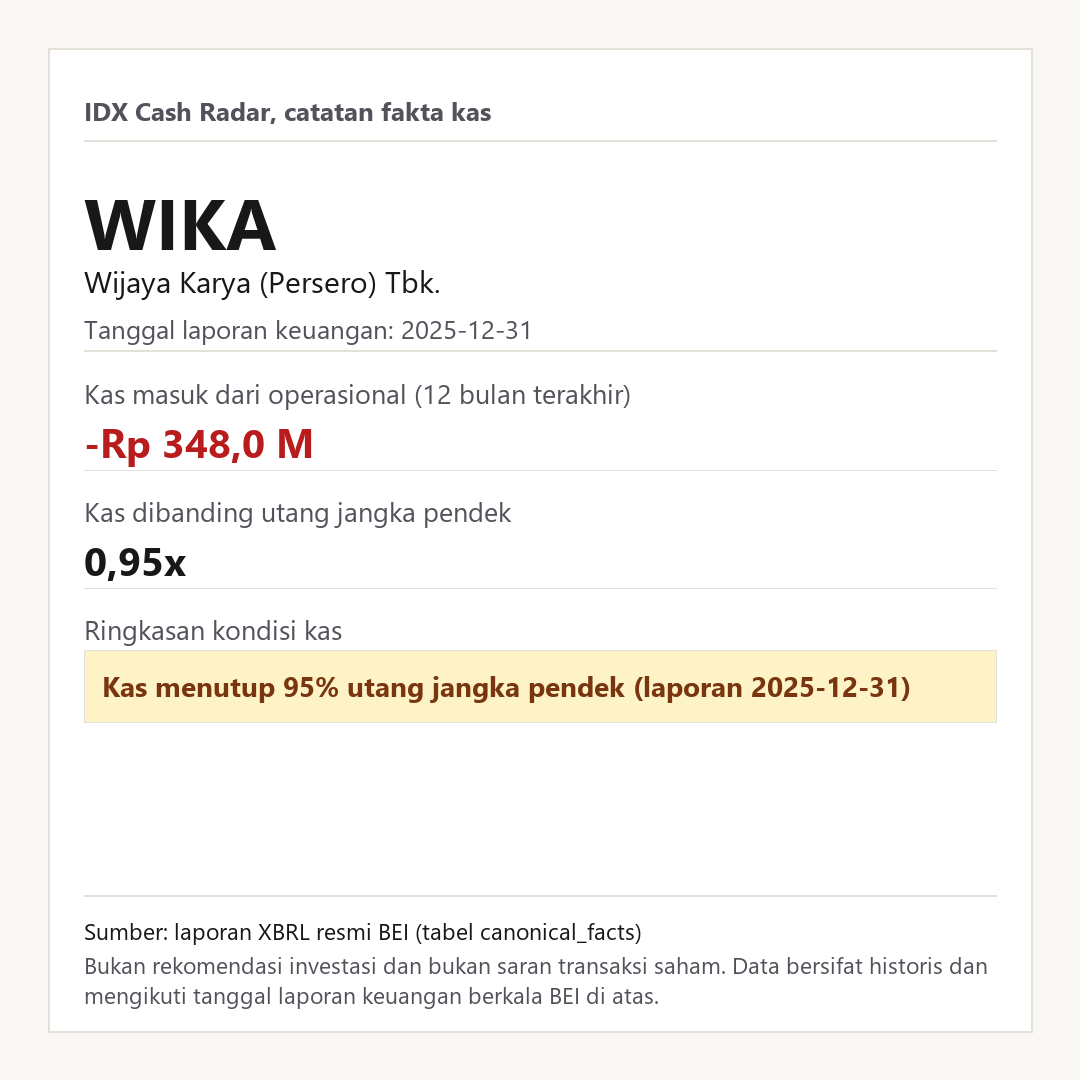 IDX Cash Radar, catatan fakta kas
WIKA
Wijaya Karya (Persero) Tbk.
Tanggal laporan keuangan: 2025-12-31
Kas masuk dari operasional (12 bulan terakhir)
-Rp 348,0 M
Kas dibanding utang jangka pendek
0,95x
Ringkasan kondisi kas
Kas menutup 95% utang jangka pendek (laporan 2025-12-31)
Sumber: laporan XBRL resmi BEI (tabel canonical_facts)
Bukan rekomendasi investasi dan bukan saran transaksi saham. Data bersifat historis dan
mengikuti tanggal laporan keuangan berkala BEI di atas.